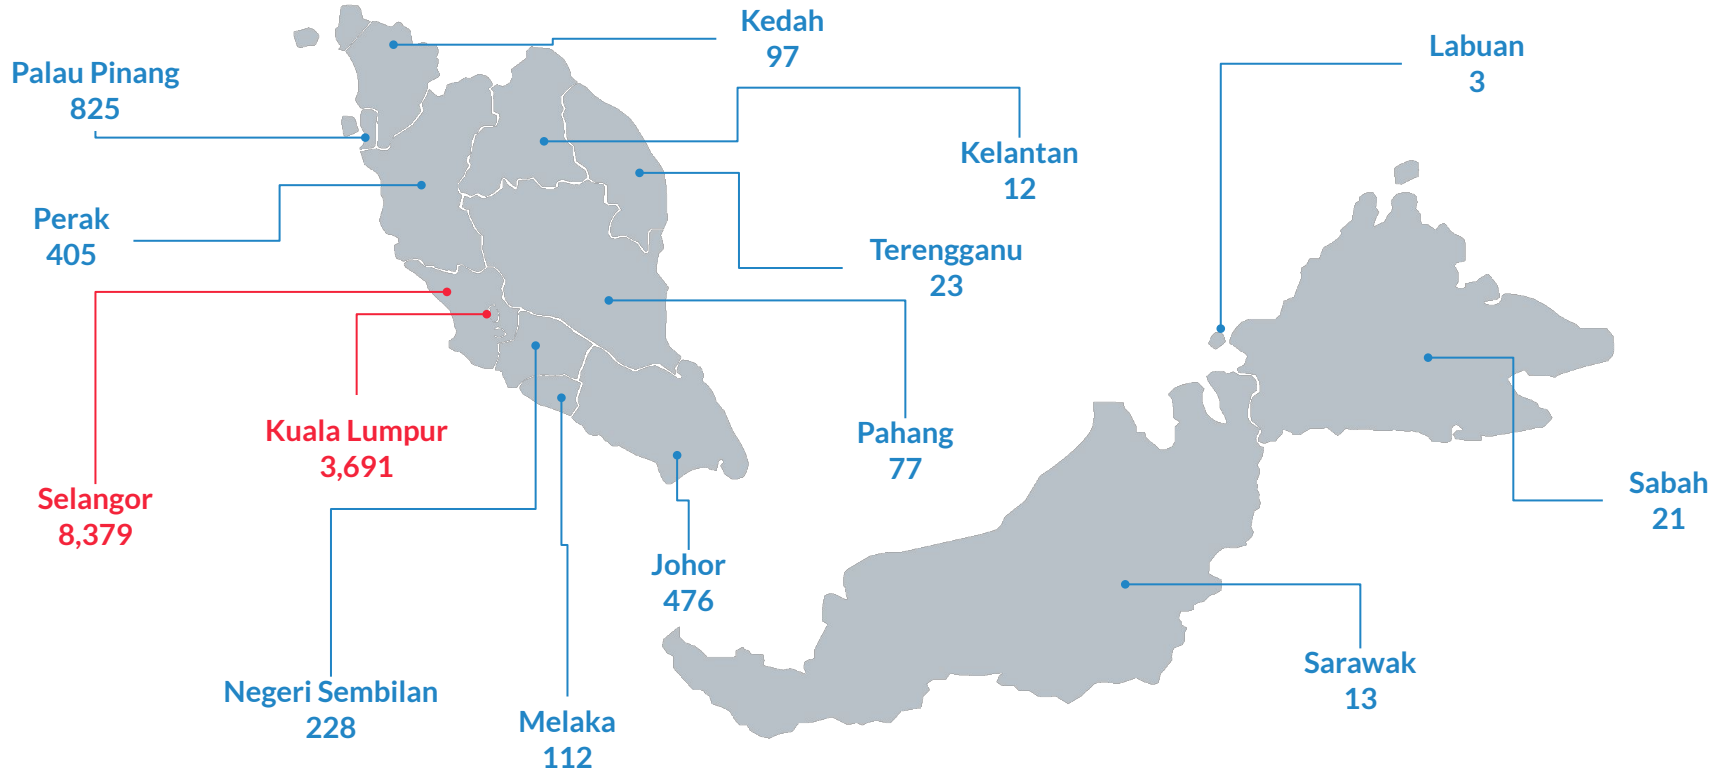 Kedah
97
Labuan
3
Palau Pinang
825
Kelantan
12
Perak
405
Terengganu
23
Kuala Lumpur
3,691
Pahang
77
Selangor
8,379
Sabah
21
Johor
476
Sarawak
13
Negeri Sembilan
228
Melaka
112